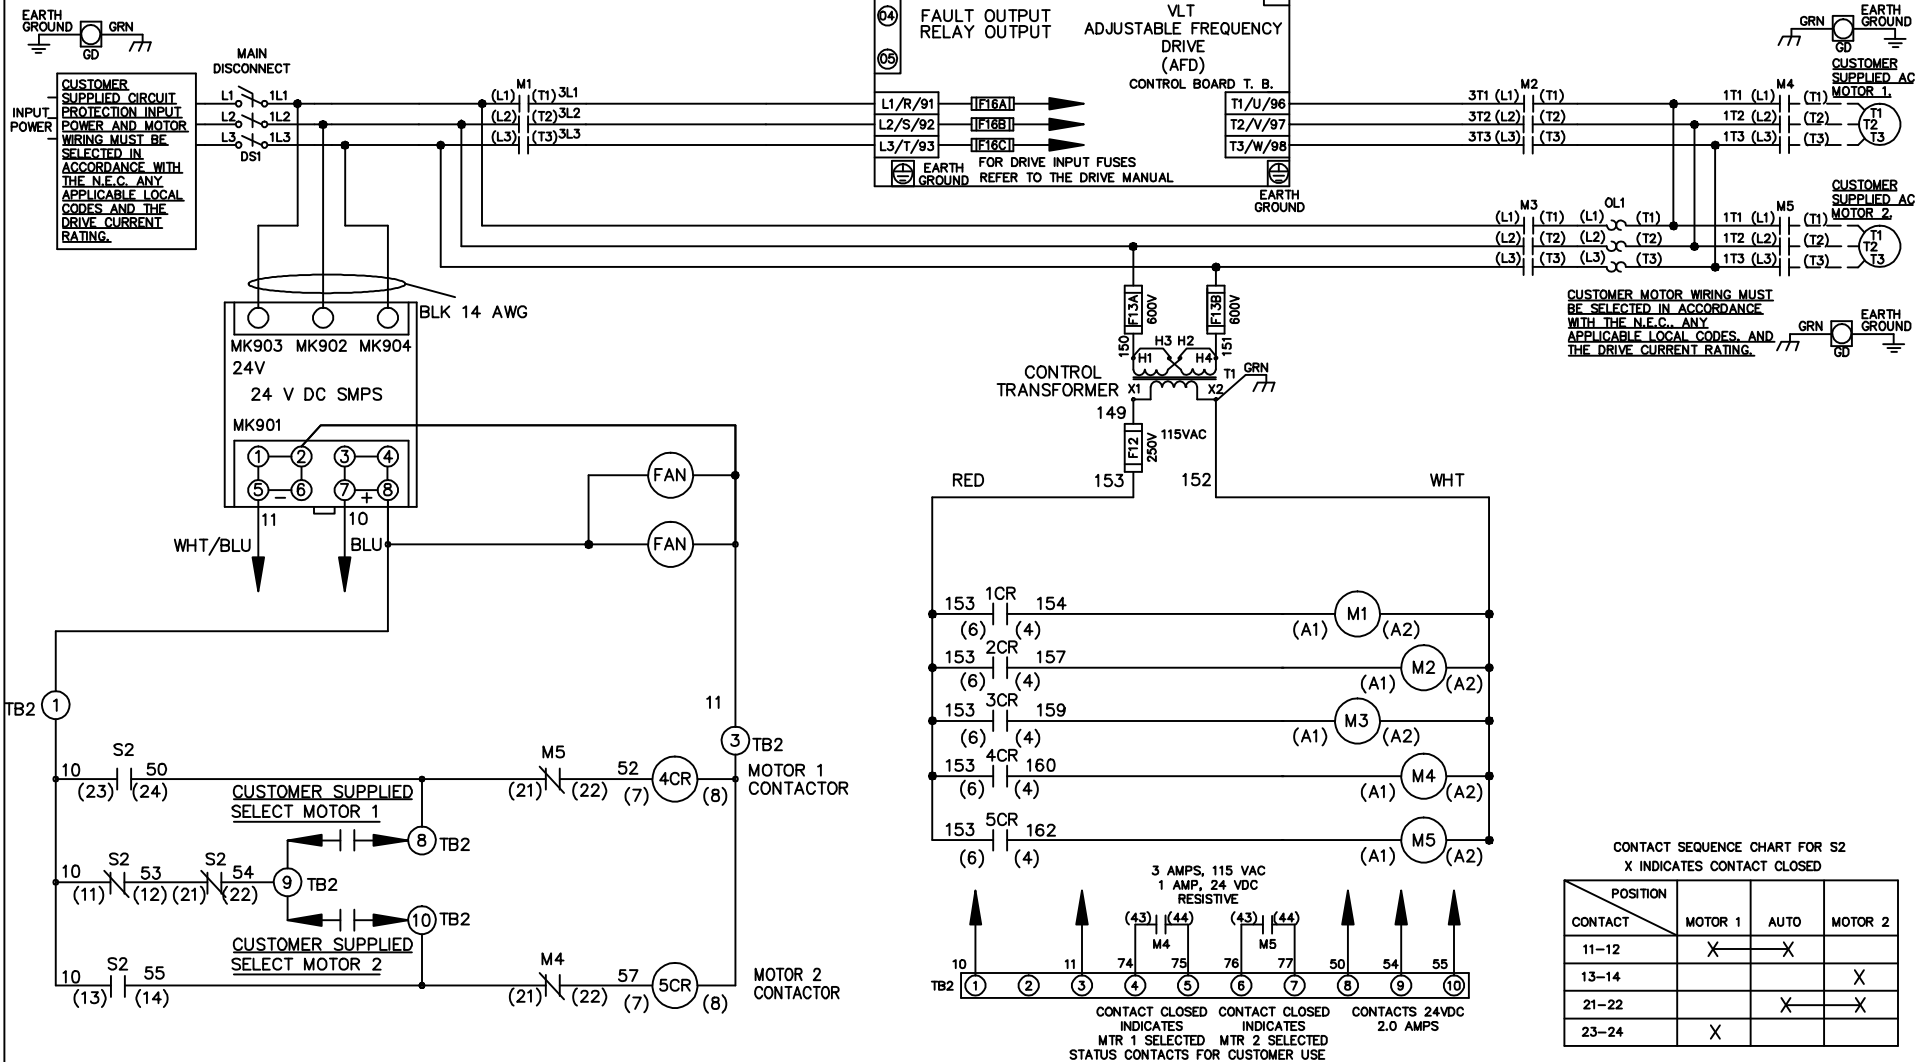 EARTH
GROUND
GRN
GD
MAIN
DISCONNECT
INPUT
POWER
CUSTOMER
SUPPLIED CIRCUIT
PROTECTION INPUT
POWER AND MOTOR
WIRING MUST BE
SELECTED IN
ACCORDANCE WITH
THE N.E.C. ANY
APPLICABLE LOCAL
CODES AND THE
DRIVE CURRENT
RATING.
L1 1L1
L2 1L2
L3 1L3
DS1
M1
(L1) (T1) 3L1
(L2) (T2) 3L2
(L3) (T3) 3L3
04 FAULT OUTPUT
RELAY OUTPUT
05
VLT
ADJUSTABLE FREQUENCY
DRIVE
(AFD)
CONTROL BOARD T. B.
L1/R/91 F16A T1/U/96
L2/S/92 F16B T2/V/97
L3/T/93 F16C T3/W/98
EARTH
GROUND
FOR DRIVE INPUT FUSES
REFER TO THE DRIVE MANUAL
EARTH
GROUND
M2
3T1 (L1) (T1)
3T2 (L2) (T2)
3T3 (L3) (T3)
GRN
GD
EARTH
GROUND
CUSTOMER
SUPPLIED AC
MOTOR 1.
M4
1T1 (L1) (T1)
1T2 (L2) (T2)
1T3 (L3) (T3)
T1
T2
T3
M3
(L1) (T1)
(L2) (T2)
(L3) (T3)
OL1
(L1) (T1)
(L2) (T2)
(L3) (T3)
CUSTOMER
SUPPLIED AC
MOTOR 2.
M5
1T1 (L1) (T1)
1T2 (L2) (T2)
1T3 (L3) (T3)
T1
T2
T3
CUSTOMER MOTOR WIRING MUST
BE SELECTED IN ACCORDANCE
WITH THE N.E.C., ANY
APPLICABLE LOCAL CODES, AND
THE DRIVE CURRENT RATING.
GRN
GD
EARTH
GROUND
BLK 14 AWG
MK903 MK902 MK904
24V
24 V DC SMPS
MK901
1 2 3 4
5 – 6 7 + 8
11
10
WHT/BLU
BLU
FAN
FAN
F13A
600V
F13B
600V
150
151
H3 H2
H1 H4
CONTROL
TRANSFORMER
X1 X2
T1
GRN
149
F12
250V
115VAC
RED 153 152 WHT
153 1CR 154
(6) (4)
M1
(A1) (A2)
153 2CR 157
(6) (4)
M2
(A1) (A2)
153 3CR 159
(6) (4)
M3
(A1) (A2)
153 4CR 160
(6) (4)
M4
(A1) (A2)
153 5CR 162
(6) (4)
M5
(A1) (A2)
TB2 1
11
3 TB2
10 S2 50
(23) (24)
M5
(21) (22)
52
(7) 4CR (8)
MOTOR 1
CONTACTOR
CUSTOMER SUPPLIED
SELECT MOTOR 1
8 TB2
10 S2 53 S2 54
(11) (12) (21) (22)
9 TB2
10 TB2
CUSTOMER SUPPLIED
SELECT MOTOR 2
10 S2 55
(13) (14)
M4
(21) (22)
57
(7) 5CR (8)
MOTOR 2
CONTACTOR
3 AMPS, 115 VAC
1 AMP, 24 VDC
RESISTIVE
(43) (44)
M4
(43) (44)
M5
10 11 74 75 76 77 50 54 55
TB2 1 2 3 4 5 6 7 8 9 10
CONTACT CLOSED
INDICATES
MTR 1 SELECTED
CONTACT CLOSED
INDICATES
MTR 2 SELECTED
STATUS CONTACTS FOR CUSTOMER USE
CONTACTS 24VDC
2.0 AMPS
CONTACT SEQUENCE CHART FOR S2
X INDICATES CONTACT CLOSED
POSITION
CONTACT MOTOR 1 AUTO MOTOR 2
11–12 X X
13–14 X
21–22 X X
23–24 X